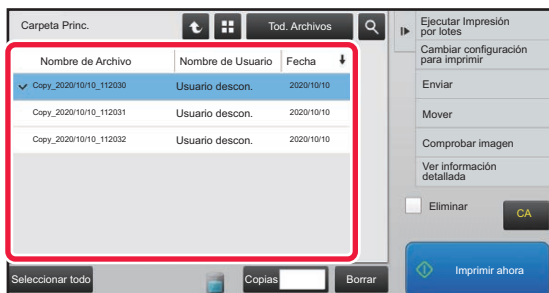 Carpeta Princ.
Tod. Archivos
Nombre de Archivo Nombre de Usuario Fecha
Copy_2020/10/10_112030 Usuario descon. 2020/10/10
Copy_2020/10/10_112031 Usuario descon. 2020/10/10
Copy_2020/10/10_112032 Usuario descon. 2020/10/10
Seleccionar todo
Copias
Borrar
Ejecutar Impresión
por lotes
Cambiar configuración
para imprimir
Enviar
Mover
Comprobar imagen
Ver información
detallada
Eliminar
CA
Imprimir ahora